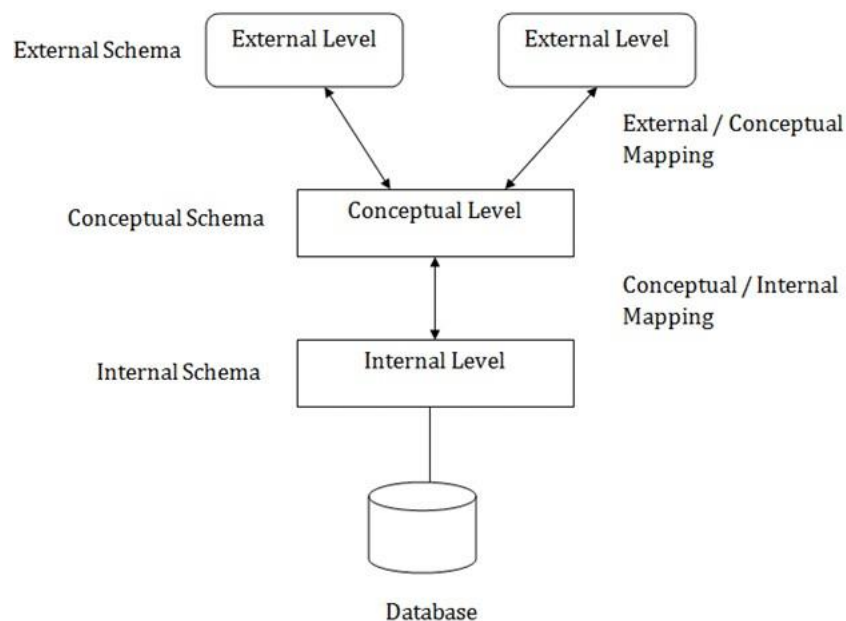 External Schema
External Level
External Level
External / Conceptual
Mapping
Conceptual Schema
Conceptual Level
Conceptual / Internal
Mapping
Internal Schema
Internal Level
Database